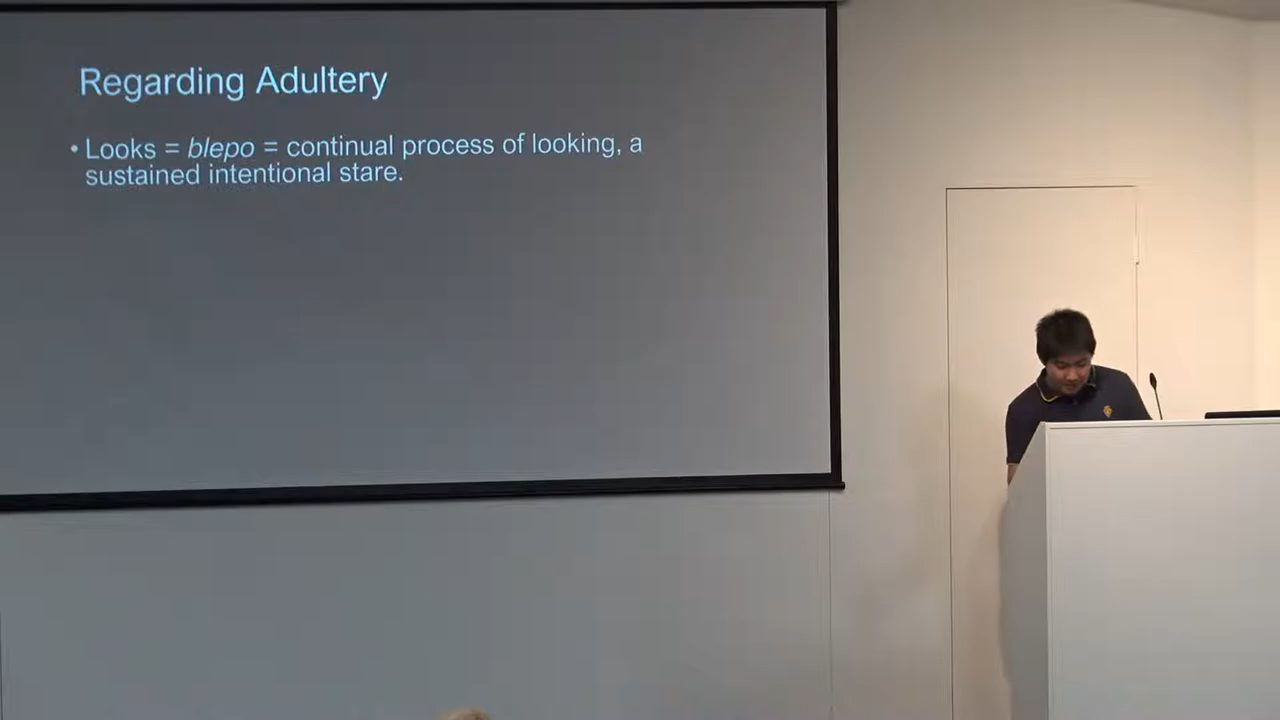 Regarding Adultery
• Looks = blepo = continual process of looking, a
sustained intentional stare.